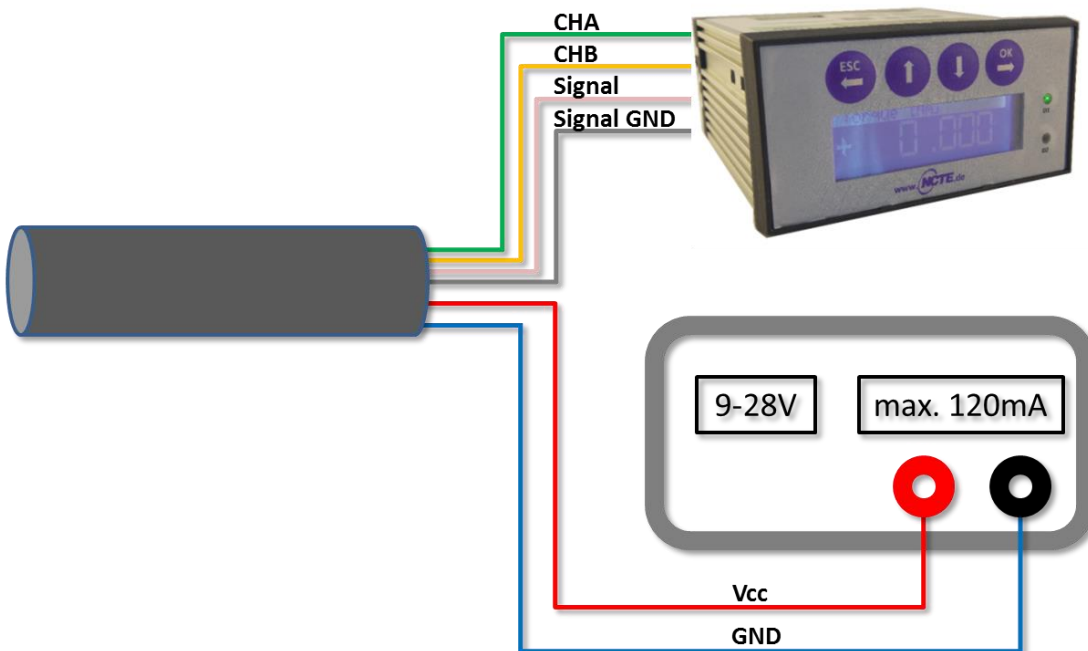 CHA
CHB
Signal
Signal GND
ESC
OK
0.000
www.NCTE.de
9-28V
max. 120mA
Vcc
GND